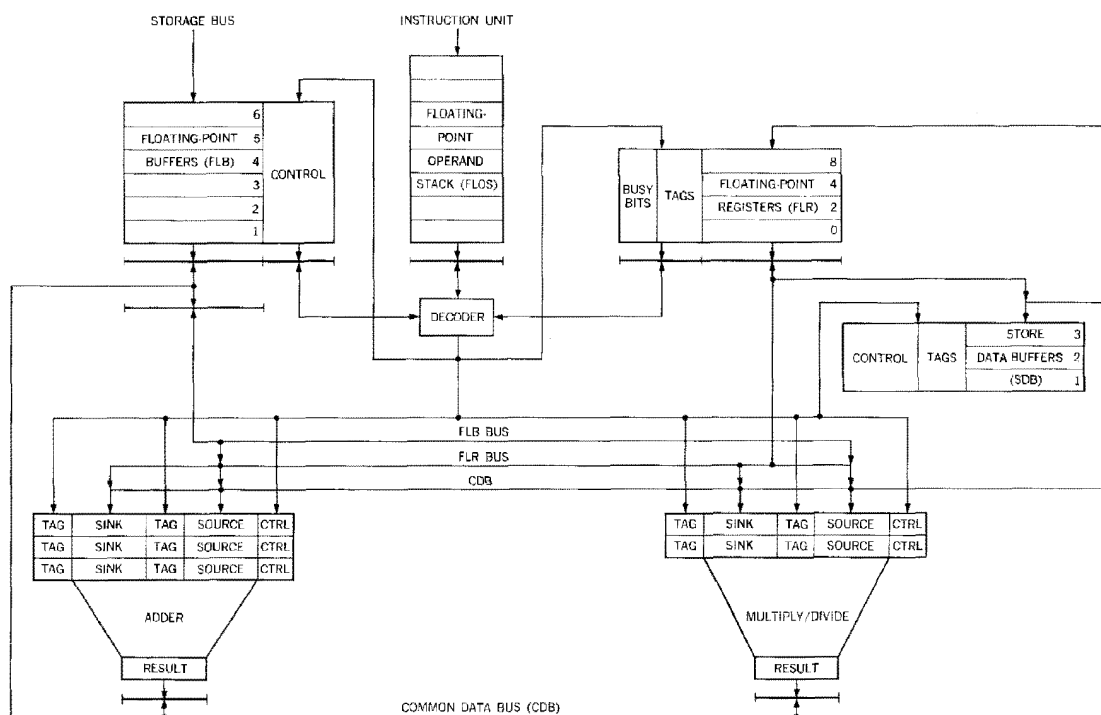 STORAGE BUS
INSTRUCTION UNIT
6
FLOATING-POINT 5
BUFFERS (FLB) 4
3
2
1
CONTROL
FLOATING-
POINT
OPERAND
STACK (FLOS)
BUSY
BITS
TAGS
8
FLOATING-POINT 4
REGISTERS (FLR) 2
0
DECODER
CONTROL
TAGS
STORE 3
DATA BUFFERS 2
(SDB) 1
FLB BUS
FLR BUS
CDB
TAG SINK TAG SOURCE CTRL
TAG SINK TAG SOURCE CTRL
TAG SINK TAG SOURCE CTRL
ADDER
RESULT
TAG SINK TAG SOURCE CTRL
TAG SINK TAG SOURCE CTRL
MULTIPLY/DIVIDE
RESULT
COMMON DATA BUS (CDB)